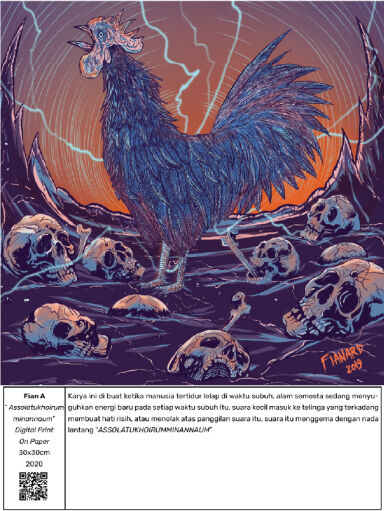 FIANARD
2019
Fian A
"Assolatukhoirum
minannaum"
Digital Print
On Paper
30x30cm
2020
Karya ini di buat ketika manusia tertidur lelap di waktu subuh, alam semesta sedang menyu-
guhkan energi baru pada setiap waktu subuh itu, suara kecil masuk ke telinga yang terkadang
membuat hati risih, atau menolak atas panggilan suara itu, suara itu menggema dengan nada
lantang "ASSOLATUKHOIRUMMINANNAUM"